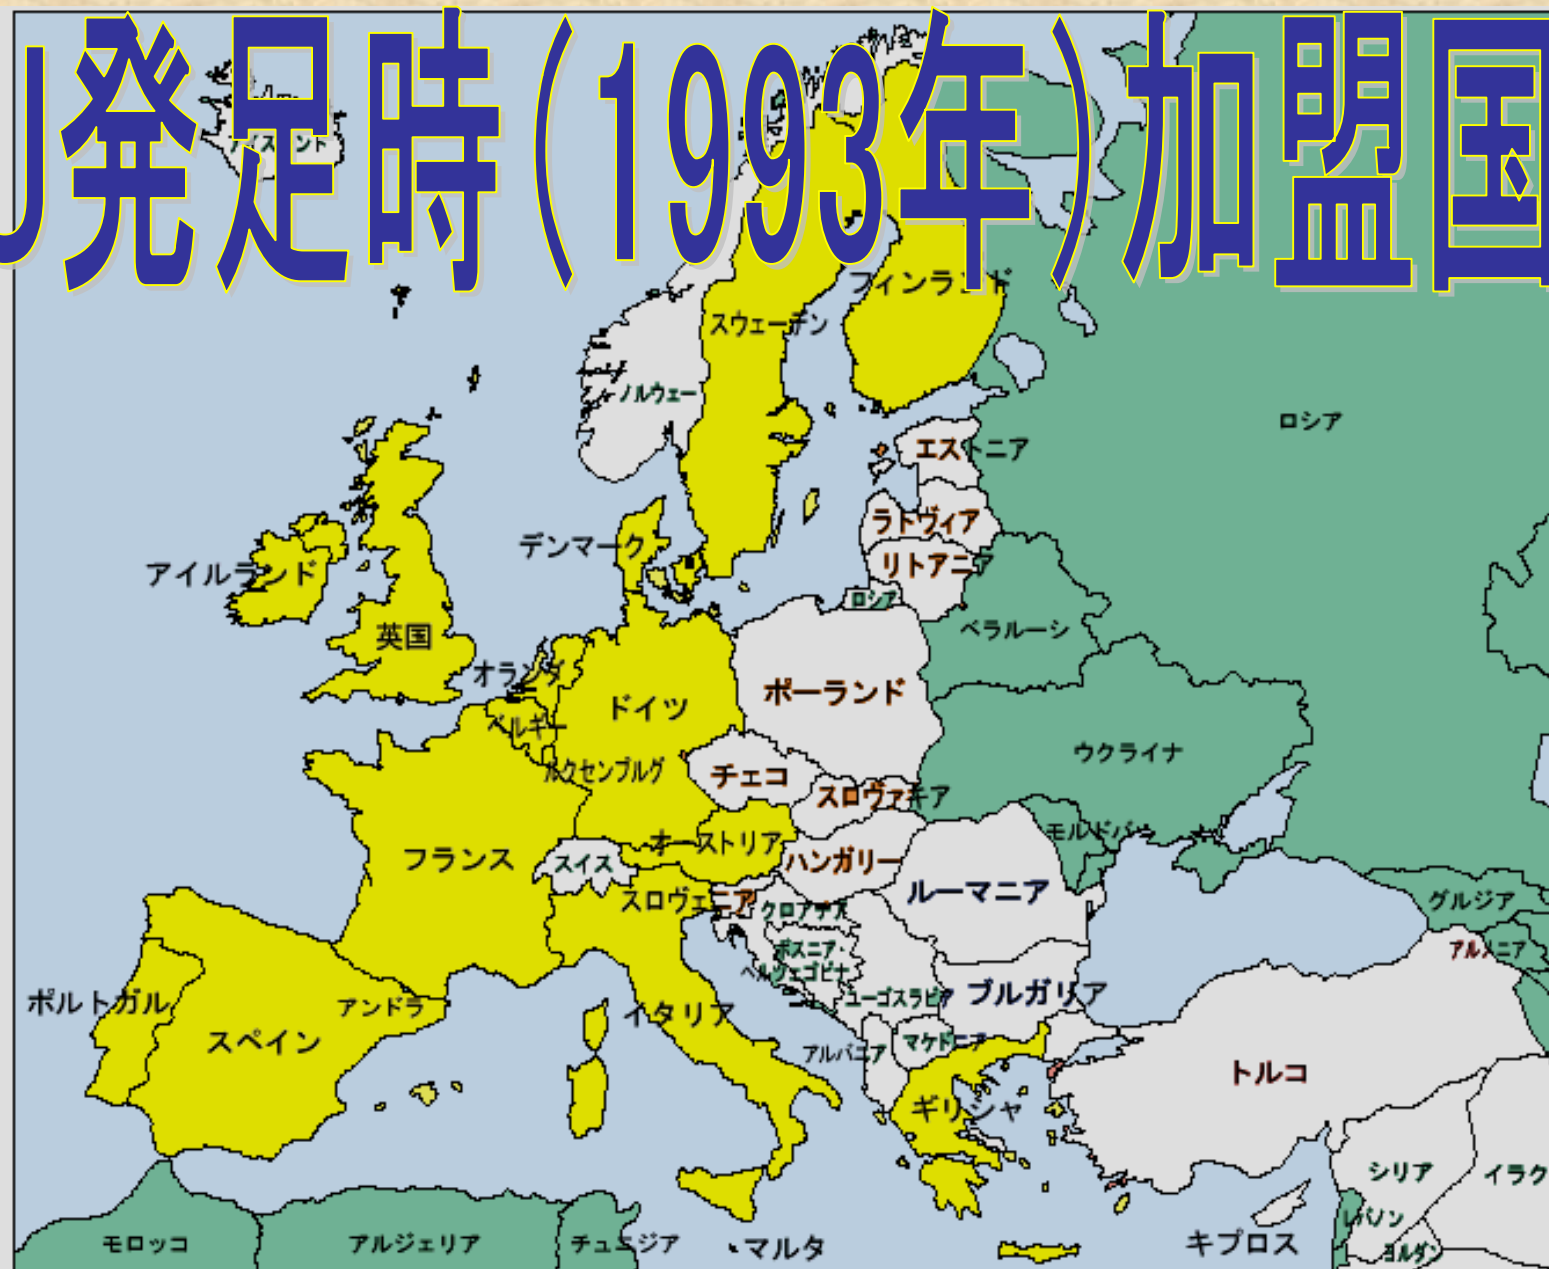 U発足時(1993年)加盟国
アイスランド
フィンランド
スウェーデン
ノルウェー
ロシア
エストニア
ラトヴィア
デンマーク
リトアニア
アイルランド
ロシア
ベラルーシ
英国
オランダ
ポーランド
ドイツ
ベルギー
ウクライナ
ルクセンブルグ
チェコ
スロヴァキア
モルドバ
オーストリア
フランス
スイス
ハンガリー
ルーマニア
スロヴェニア
クロアチア
グルジア
ボスニア・
ヘルツェゴビナ
アルメニア
ユーゴスラビア
ブルガリア
ポルトガル
アンドラ
イタリア
スペイン
マケドニア
アルバニア
トルコ
ギリシャ
シリア
イラク
レバノン
モロッコ
アルジェリア
チュニジア
マルタ
キプロス
ヨルダン